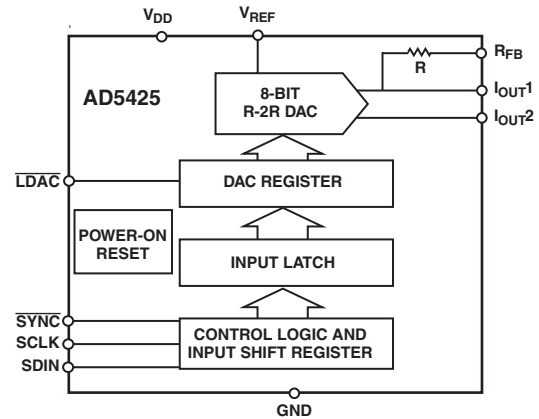 VDD
VREF
RFB
R
AD5425
8-BIT
R-2R DAC
IOUT1
IOUT2
LDAC
DAC REGISTER
POWER-ON
RESET
INPUT LATCH
SYNC
SCLK
SDIN
CONTROL LOGIC AND
INPUT SHIFT REGISTER
GND